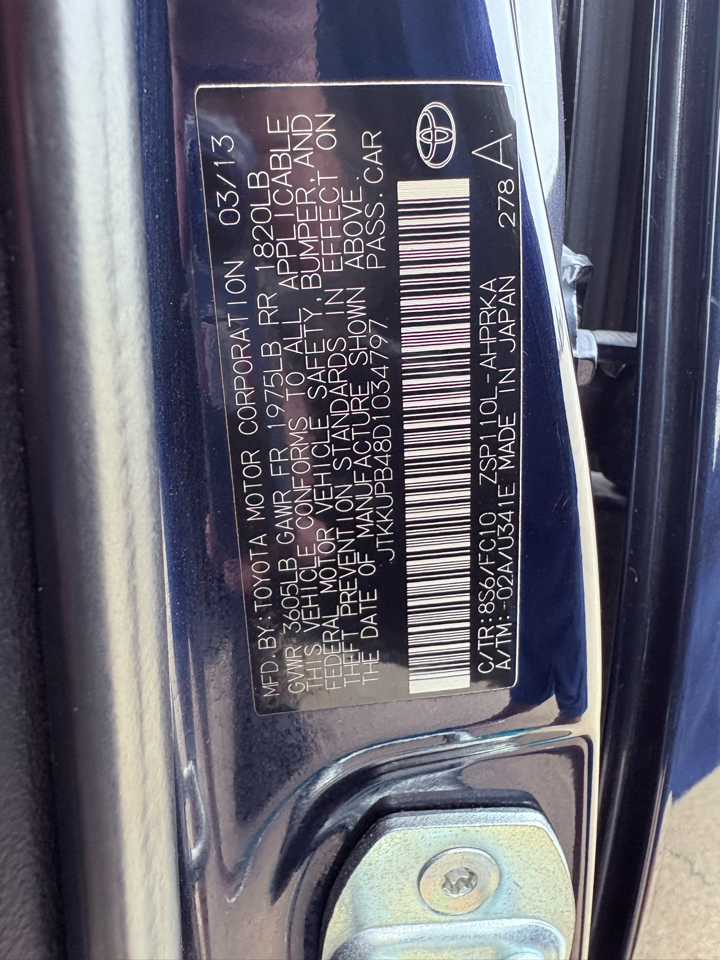 MFD. BY: TOYOTA MOTOR CORPORATION 03/13
GVWR 3605LB GAWR FR 1975LB RR 1820LB
THIS VEHICLE CONFORMS TO ALL APPLICABLE
FEDERAL MOTOR VEHICLE SAFETY, BUMPER, AND
THEFT PREVENTION STANDARDS IN EFFECT ON
THE DATE OF MANUFACTURE SHOWN ABOVE.
JTKKUPB48D1034797 PASS. CAR
C/TR: 8S6/FC10 ZSP110L-AHPRKA
A/TM: -02A/U341E MADE IN JAPAN 278 A